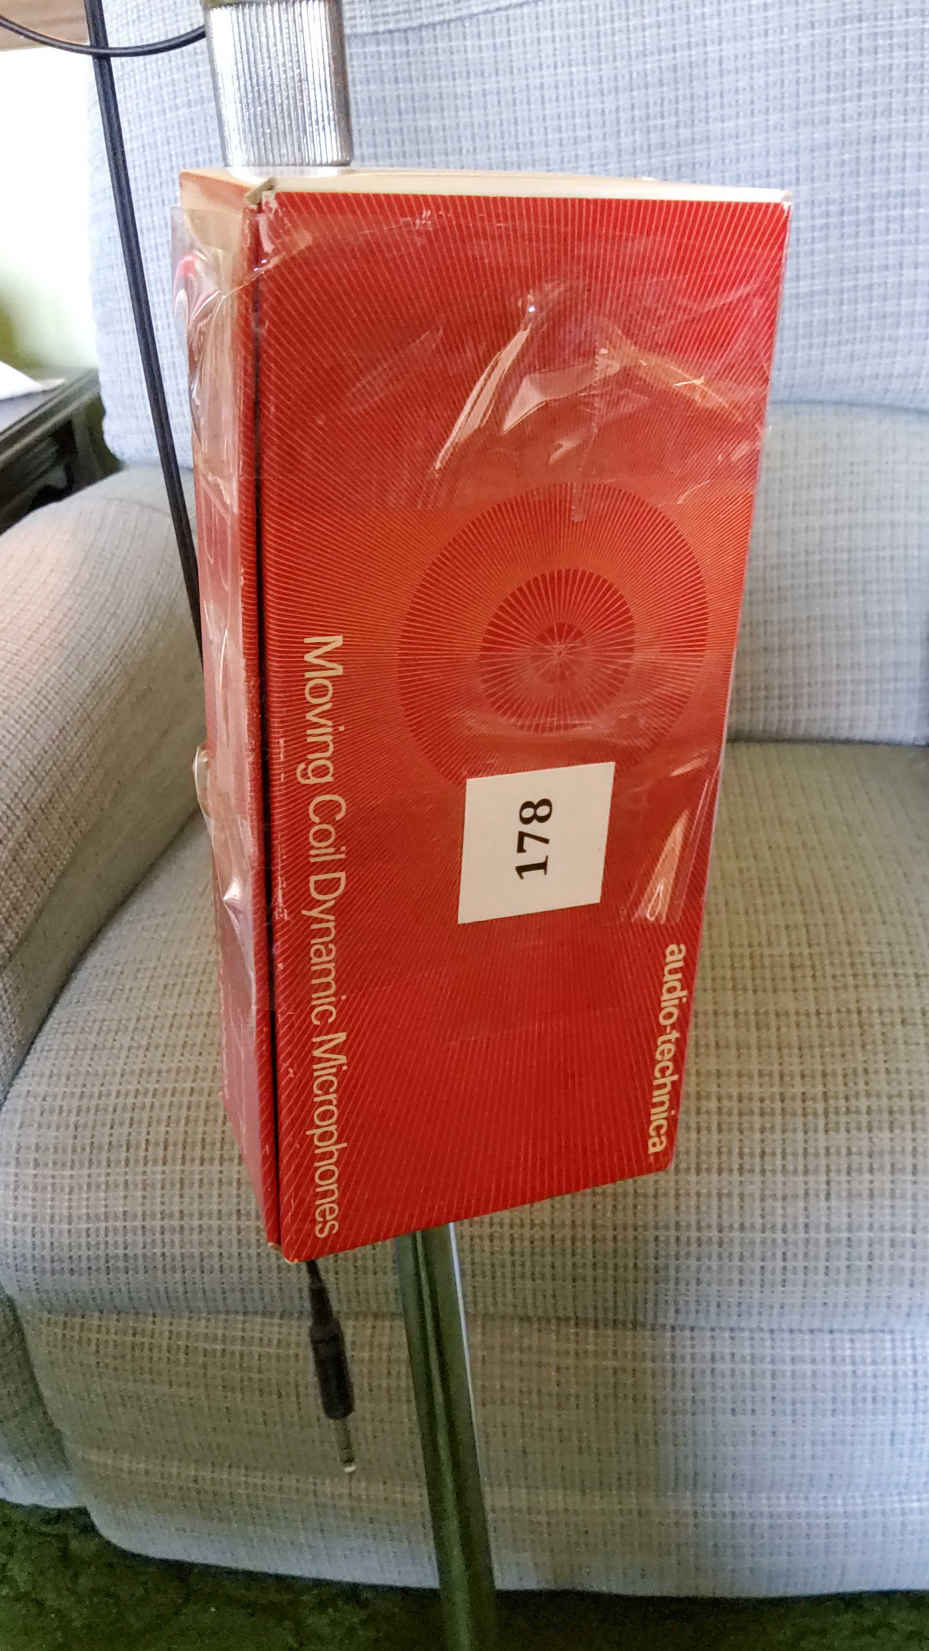 Moving Coil Dynamic Microphones
178
audio-technica